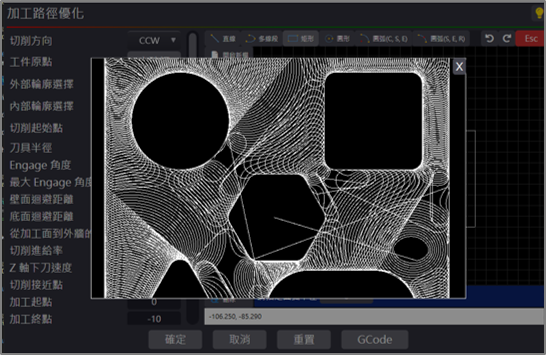 加工路徑優化
切削方向
CCW
直線
多線段
矩形
圓形
圓弧(C, S, E)
圓弧(S, E, R)
Esc
工件原點
X
外部輪廓選擇
內部輪廓選擇
切削起始點
刀具半徑
Engage 角度
最大 Engage 角度
壁面迴避距離
底面迴避距離
從加工面到外牆的
切削進給率
Z 軸下刀速度
切削接近點
加工起點
0
加工終點
-10
-106.250, -85.290
確定
取消
重置
GCode